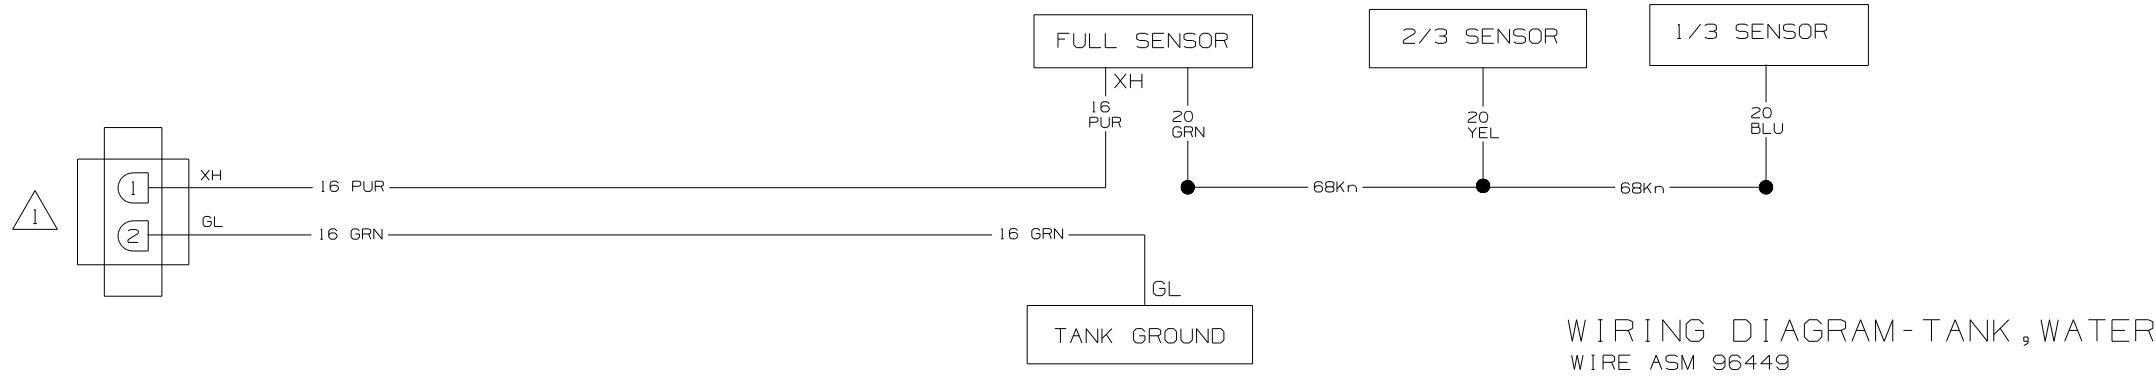 FULL SENSOR
2/3 SENSOR
1/3 SENSOR
XH
16
PUR
20
GRN
20
YEL
20
BLU
1
XH
16 PUR
68Kn
68Kn
1
2
GL
16 GRN
16 GRN
GL
TANK GROUND
WIRING DIAGRAM-TANK,WATER
WIRE ASM 96449